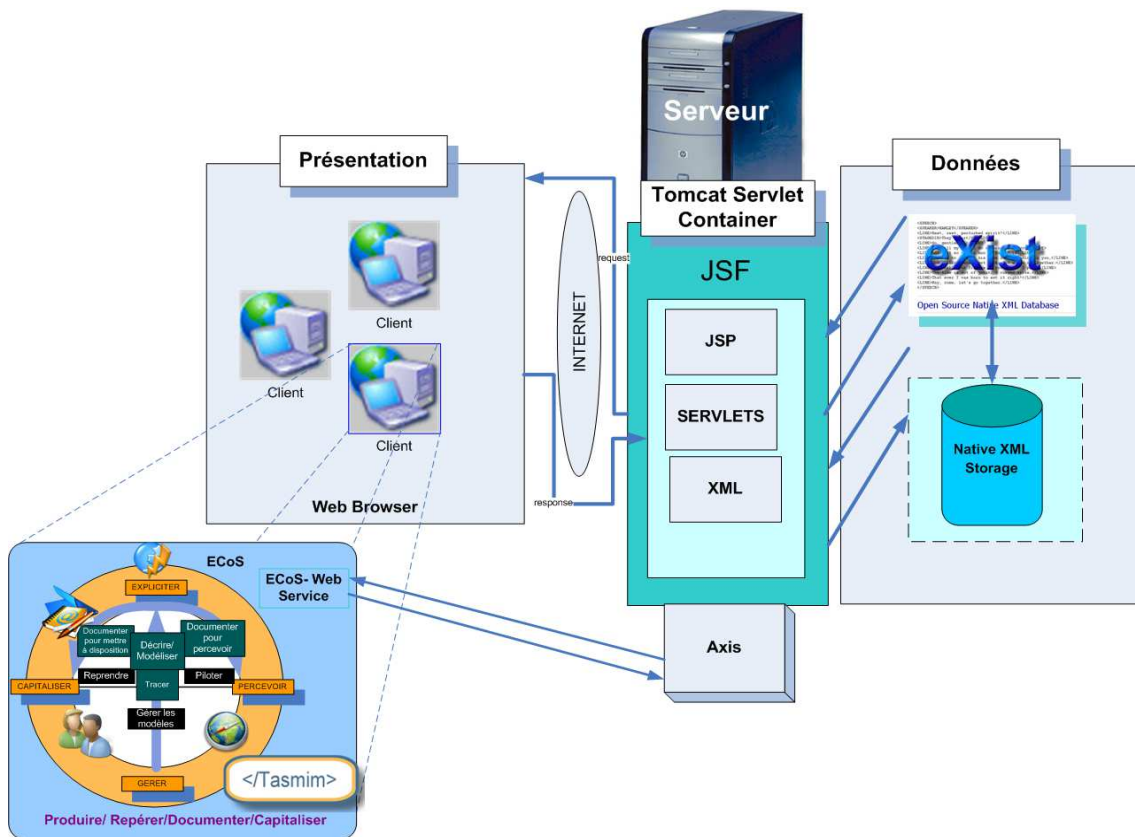 Serveur
Présentation
Tomcat Servlet
Container
Données
JSF
request
eXist
Open Source Native XML Database
JSP
SERVLETS
XML
INTERNET
Client
Client
Client
Native XML
Storage
Web Browser
response
ECoS
ECoS- Web
Service
Axis
EXPLICITER
Documenter
pour mettre
à disposition
Décrire/
Modéliser
Documenter
pour
percevoir
Reprendre
Tracer
Piloter
CAPITALISER
PERCEVOIR
Gérer les
modèles
GERER
</Tasmim>
Produire/ Repérer/Documenter/Capitaliser